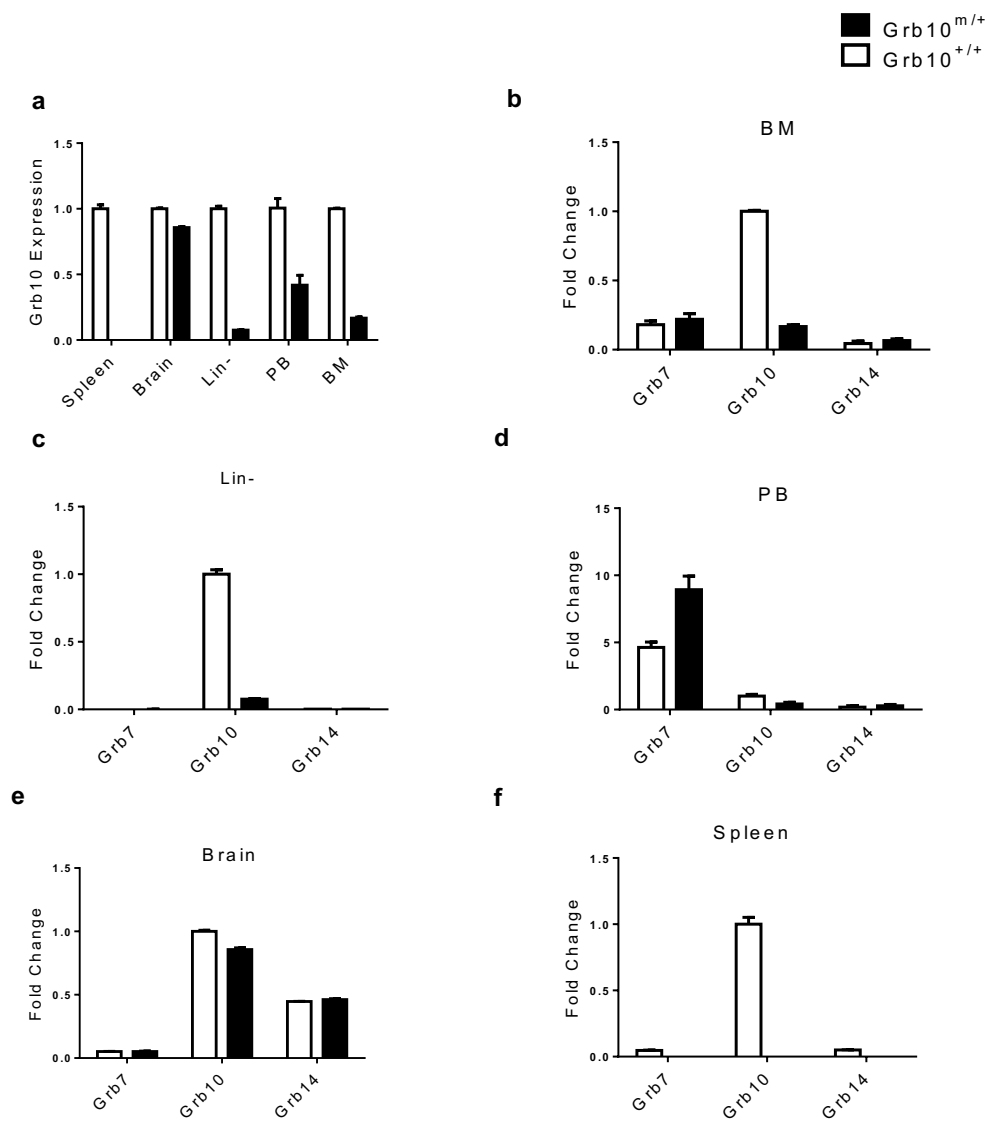 Grb10^m/+
Grb10^+/+
a
1.5
1.0
0.5
0.0
Grb10 Expression
Spleen
Brain
Lin-
PB
BM
b
BM
1.5
1.0
0.5
0.0
Fold Change
Grb7
Grb10
Grb14
c
Lin-
1.5
1.0
0.5
0.0
Fold Change
Grb7
Grb10
Grb14
d
PB
15
10
5
0
Fold Change
Grb7
Grb10
Grb14
e
Brain
1.5
1.0
0.5
0.0
Fold Change
Grb7
Grb10
Grb14
f
Spleen
1.5
1.0
0.5
0.0
Fold Change
Grb7
Grb10
Grb14